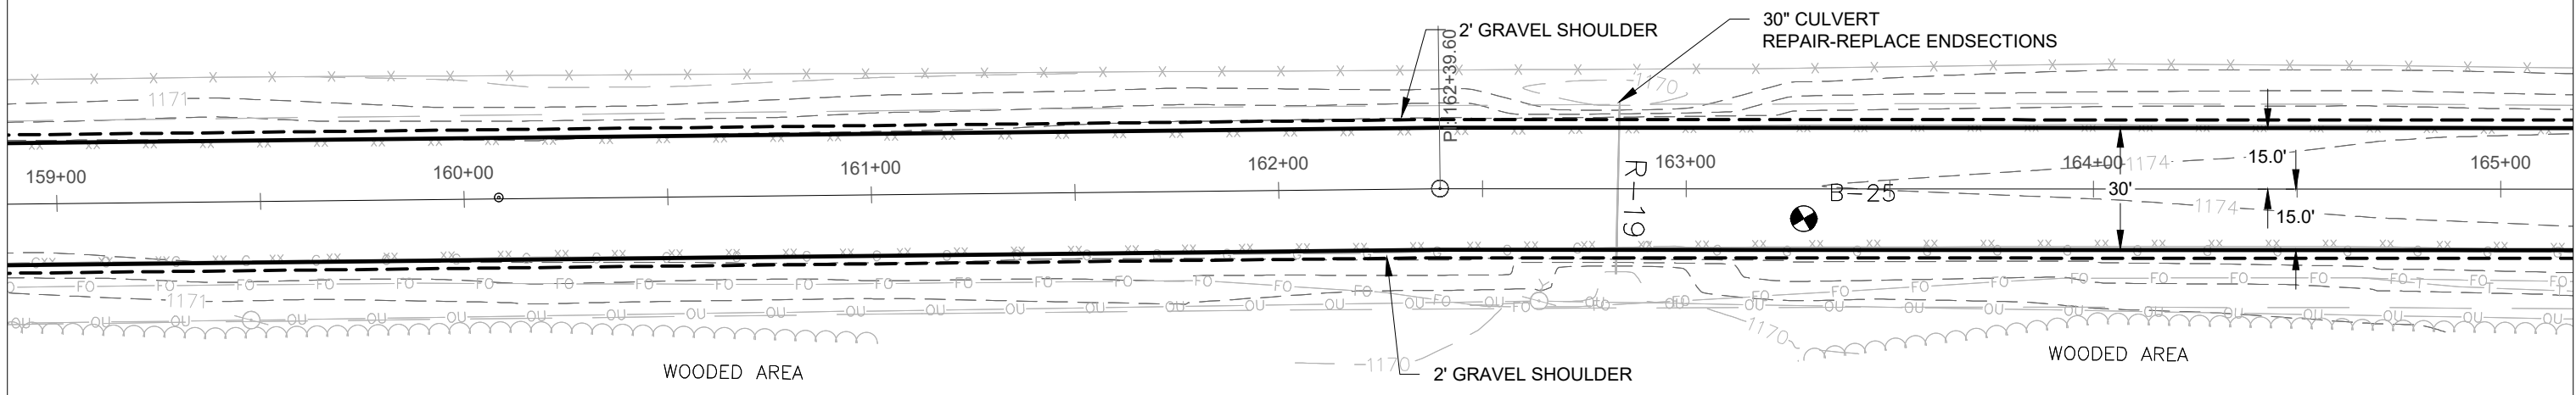 2' GRAVEL SHOULDER
30" CULVERT
REPAIR-REPLACE ENDSECTIONS
PI:162+39.60
1171
1170
159+00
160+00
161+00
162+00
163+00
164+00
165+00
1174
15.0'
30'
R-19
B-25
1174
15.0'
1171
1170
1170
WOODED AREA
2' GRAVEL SHOULDER
WOODED AREA